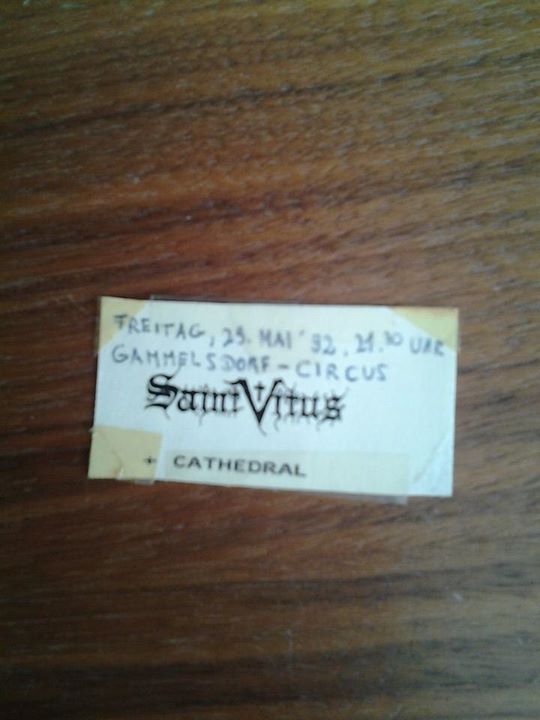 FREITAG, 29. MAI '92, 21.30 UHR
GAMMELSDORF - CIRCUS
Saint Vitus
+ CATHEDRAL